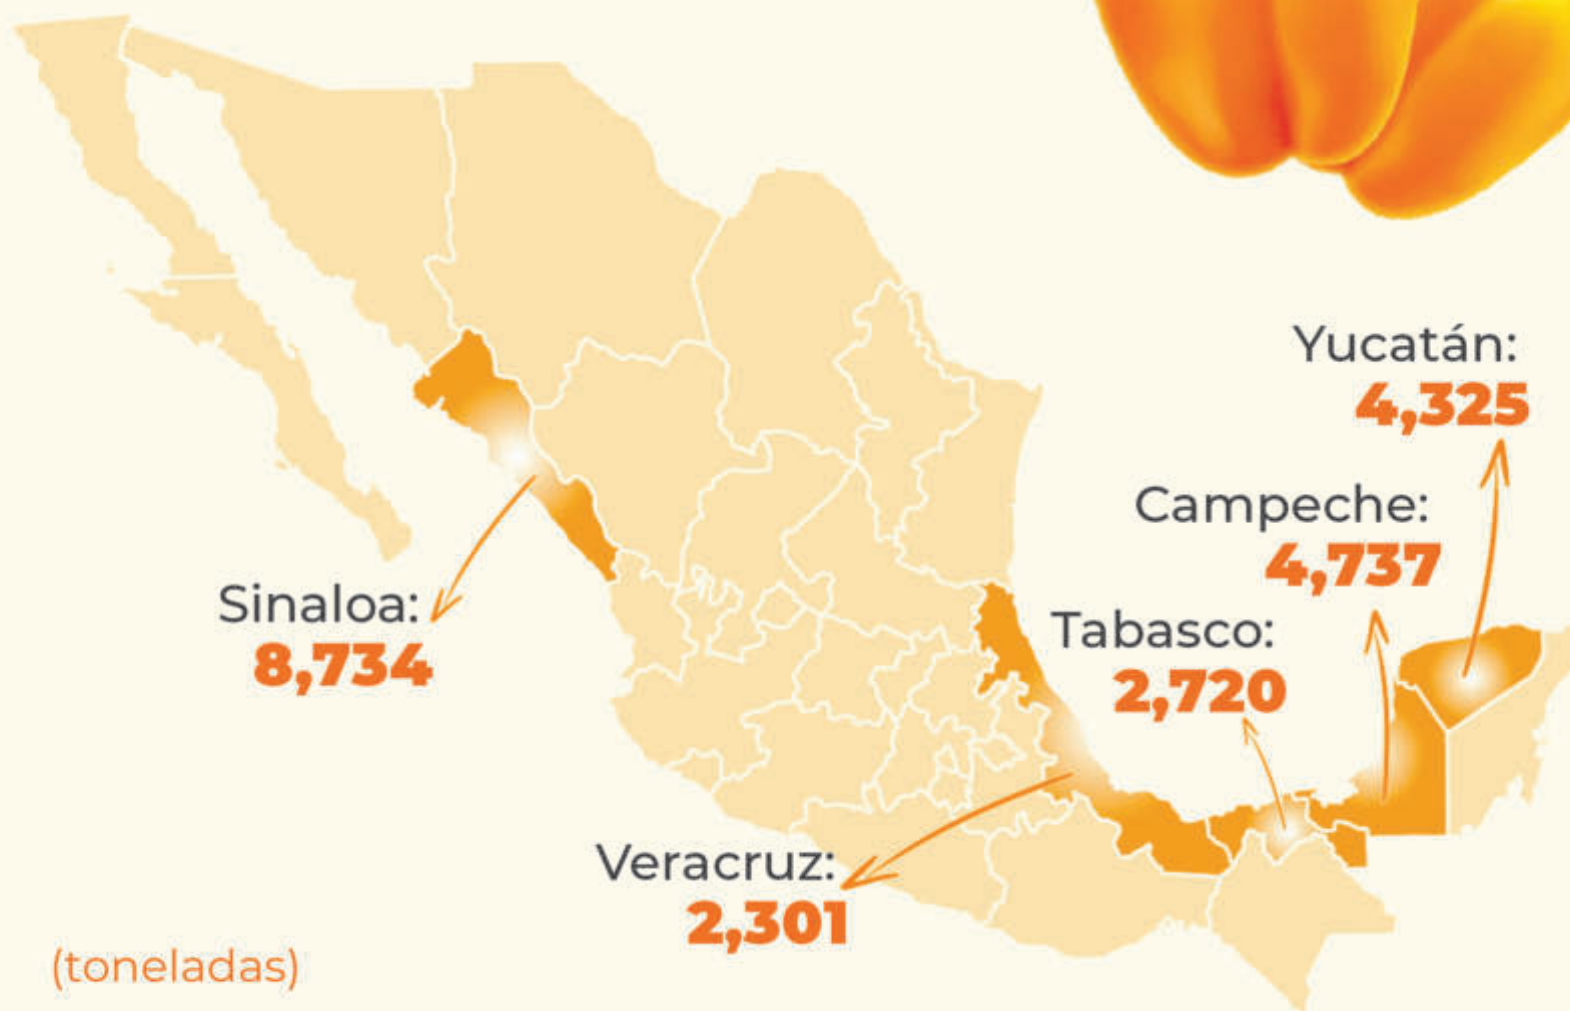 Yucatán:
4,325
Campeche:
4,737
Tabasco:
2,720
Sinaloa:
8,734
Veracruz:
2,301
(toneladas)